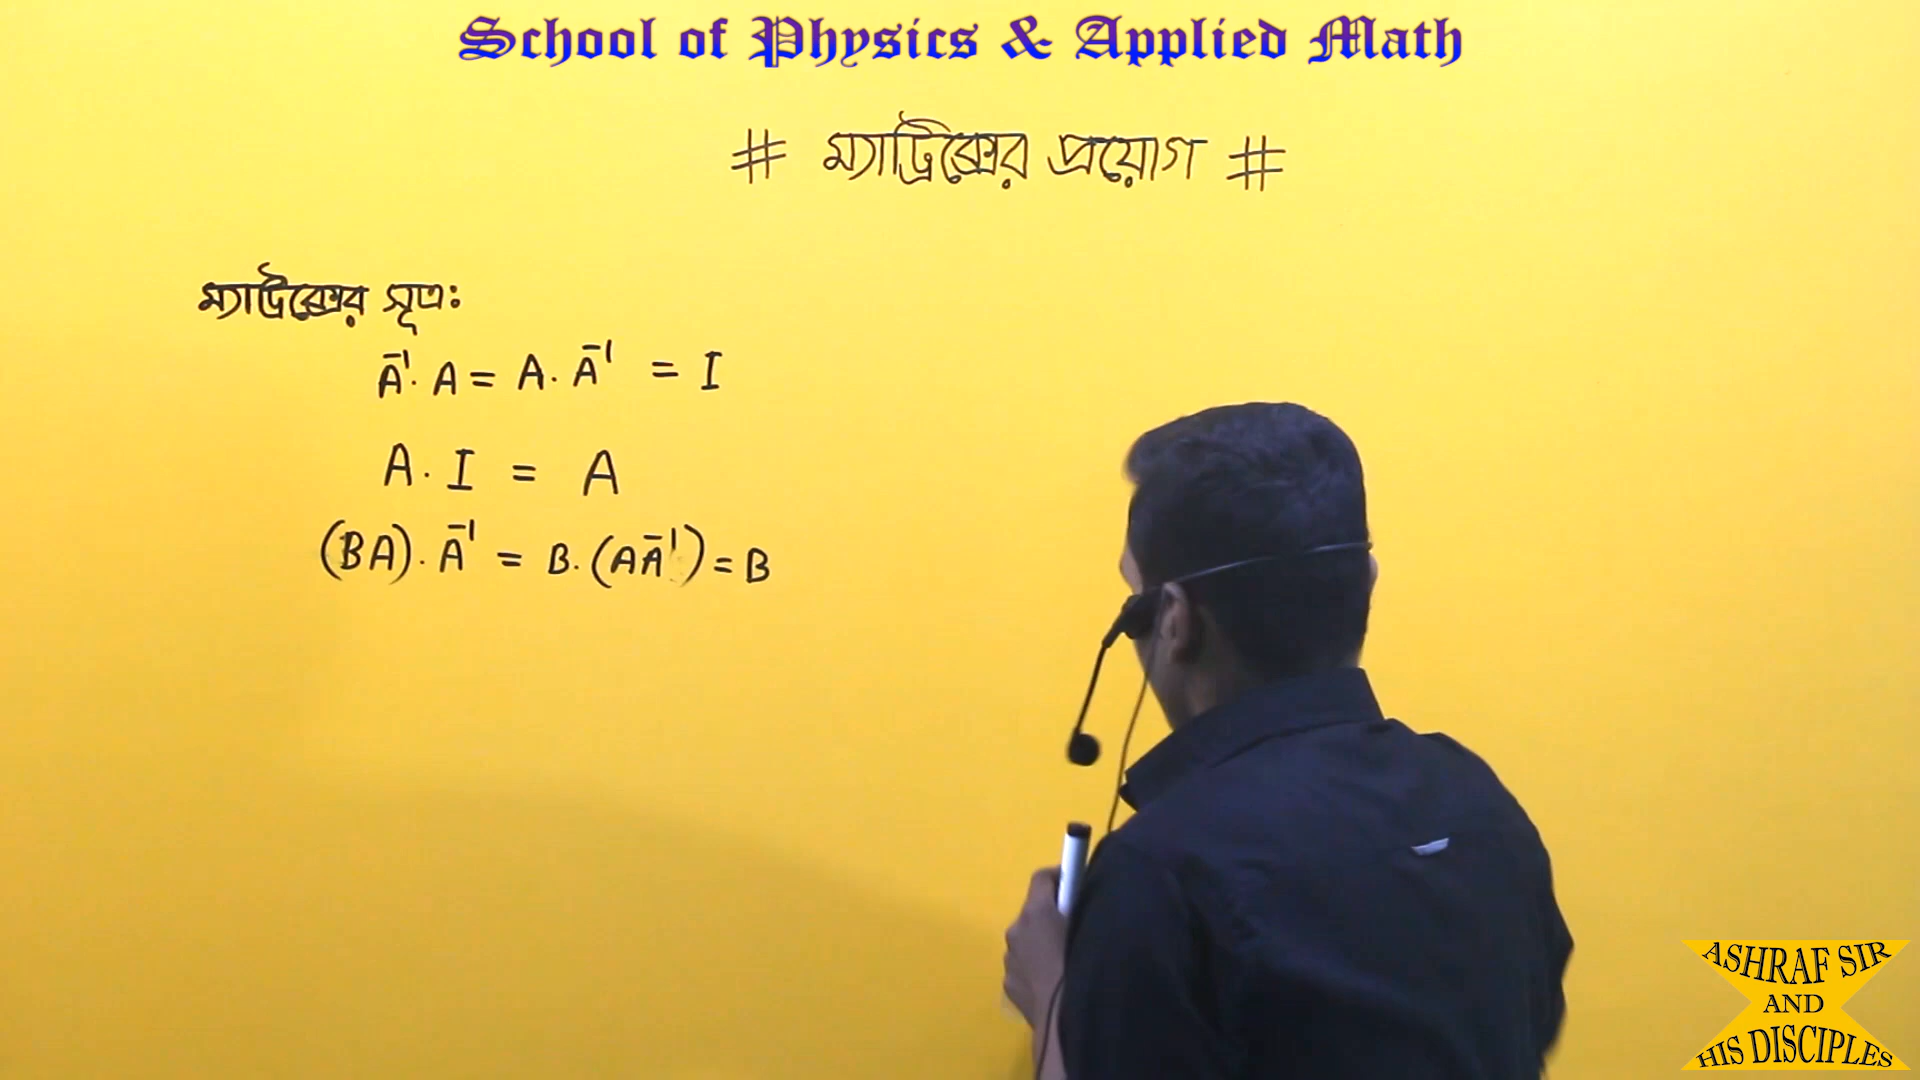 School of Physics & Applied Math
# ম্যাট্রিক্সের প্রয়োগ #
ম্যাট্রিক্সের সূত্রঃ
A⁻¹. A = A. A⁻¹ = I
A. I = A
(BA). A⁻¹ = B. (AA⁻¹) = B
ASHRAF SIR
AND
HIS DISCIPLES